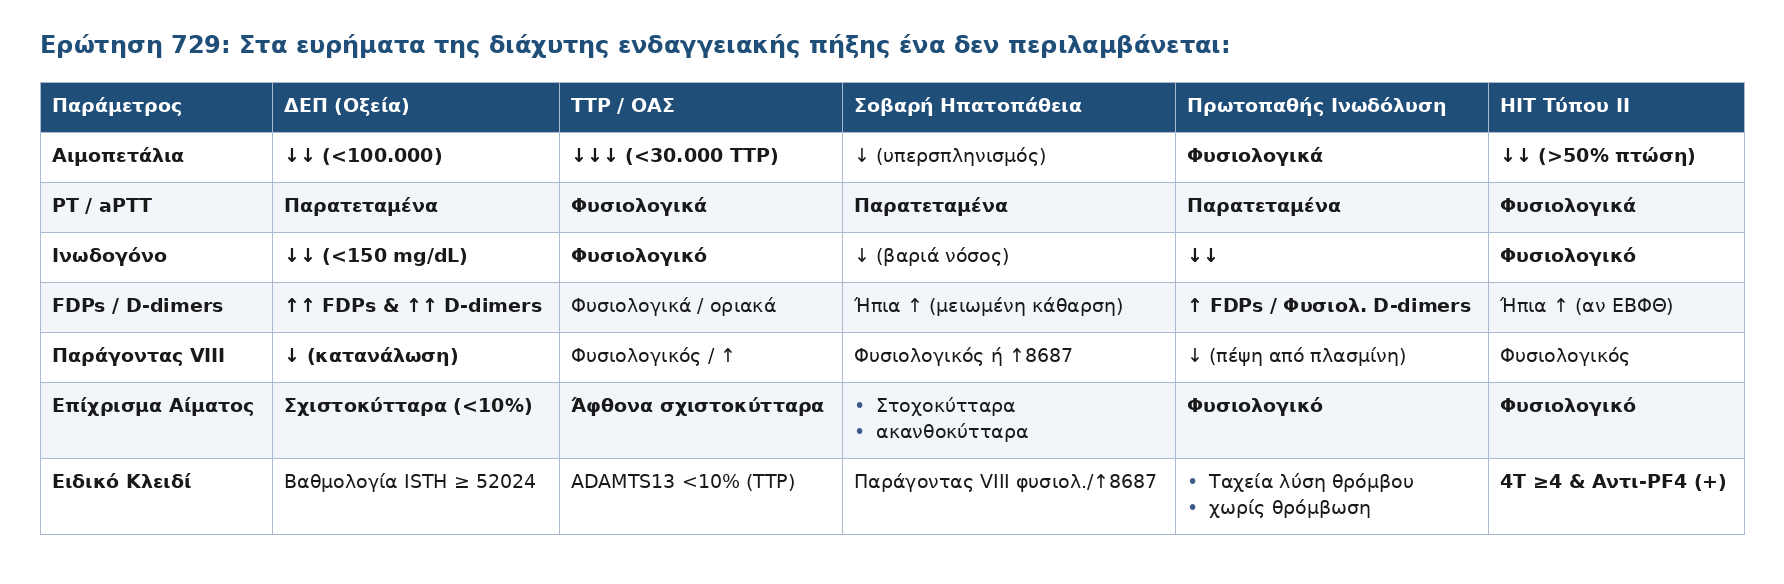 Ερώτηση 729: Στα ευρήματα της διάχυτης ενδαγγειακής πήξης ένα δεν περιλαμβάνεται:
Παράμετρος ΔΕΠ (Οξεία) TTP / ΟΑΣ Σοβαρή Ηπατοπάθεια Πρωτοπαθής Ινωδόλυση HIT Τύπου II
Αιμοπετάλια ↓↓ (<100.000) ↓↓↓ (<30.000 TTP) ↓ (υπερσπληνισμός) Φυσιολογικά ↓↓ (>50% πτώση)
PT / aPTT Παρατεταμένα Φυσιολογικά Παρατεταμένα Παρατεταμένα Φυσιολογικά
Ινωδογόνο ↓↓ (<150 mg/dL) Φυσιολογικό ↓ (βαριά νόσος) ↓↓ Φυσιολογικό
FDPs / D-dimers ↑↑ FDPs & ↑↑ D-dimers Φυσιολογικά / οριακά Ήπια ↑ (μειωμένη κάθαρση) ↑ FDPs / Φυσιολ. D-dimers Ήπια ↑ (αν ΕΒΦΘ)
Παράγοντας VIII ↓ (κατανάλωση) Φυσιολογικός / ↑ Φυσιολογικός ή ↑8687 ↓ (πέψη από πλασμίνη) Φυσιολογικός
Επίχρισμα Αίματος Σχιστοκύτταρα (<10%) Άφθονα σχιστοκύτταρα • Στοχοκύτταρα Φυσιολογικό Φυσιολογικό
• ακανθοκύτταρα
Ειδικό Κλειδί Βαθμολογία ISTH ≥ 52024 ADAMTS13 <10% (TTP) Παράγοντας VIII φυσιολ./↑8687 • Ταχεία λύση θρόμβου 4T ≥4 & Αντι-PF4 (+)
• χωρίς θρόμβωση